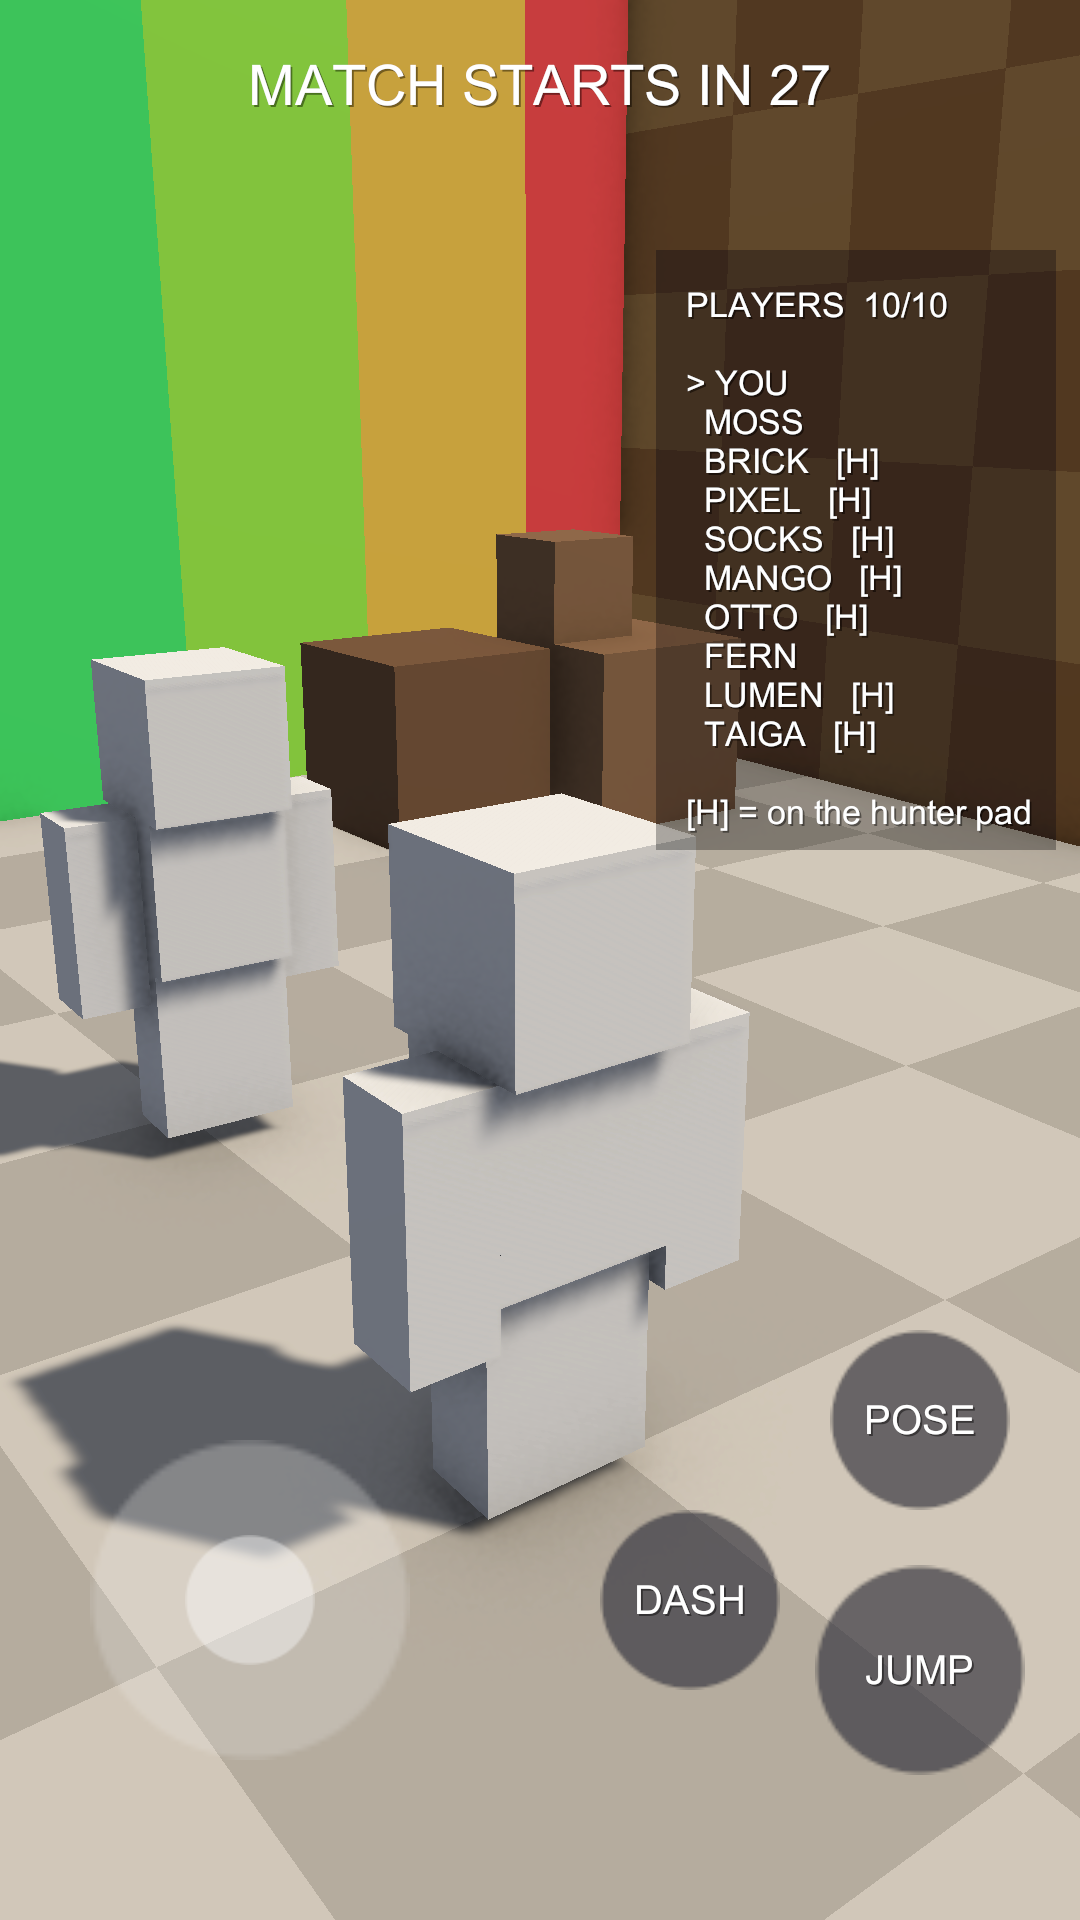 MATCH STARTS IN 27
PLAYERS 10/10
> YOU
MOSS
BRICK [H]
PIXEL [H]
SOCKS [H]
MANGO [H]
OTTO [H]
FERN
LUMEN [H]
TAIGA [H]
[H] = on the hunter pad
POSE
DASH
JUMP